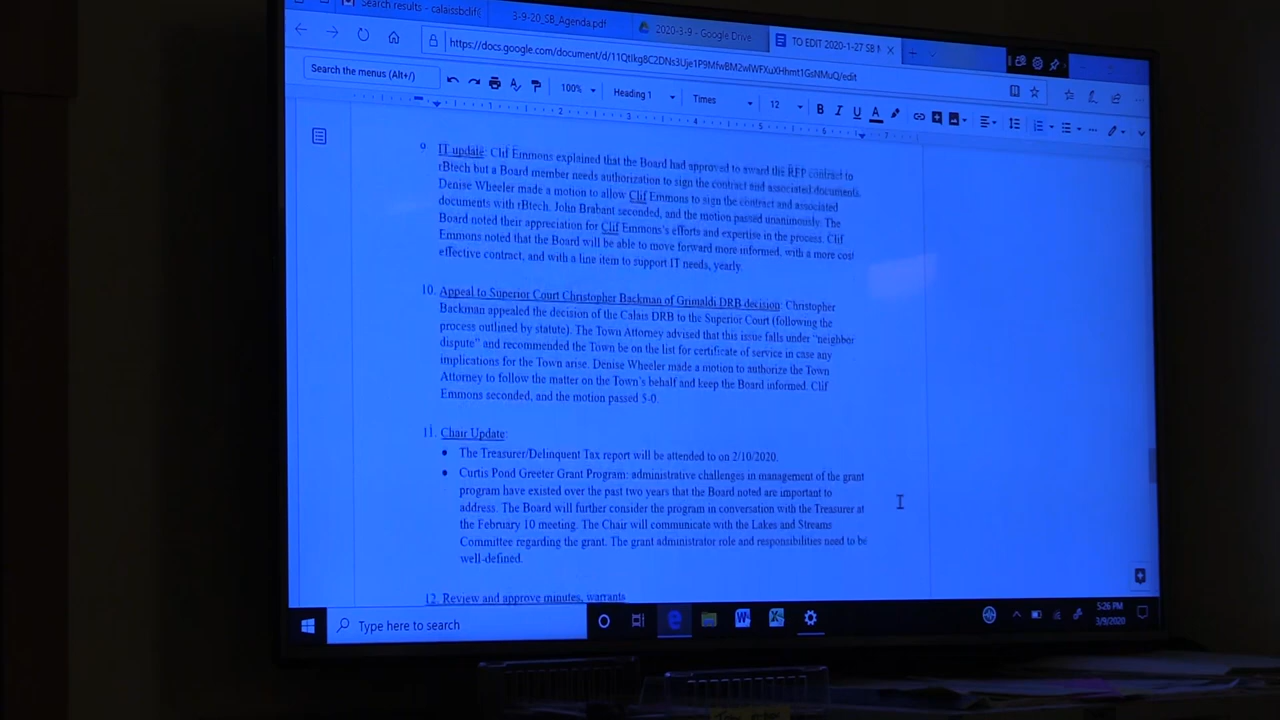 Search results - calaissbclif@
3-9-20_SB_Agenda.pdf
2020-3-9 - Google Drive
TO EDIT 2020-1-27 SB
Search the menus (Alt+/)
100%
Heading 1
Times
12
IT update: Clif Emmons explained that the Board had approved to award the RFP contract to
rBtech but a Board member needs authorization to sign the contract and associated documents.
Denise Wheeler made a motion to allow Clif Emmons to sign the contract and associated
documents with rBtech. John Brabant seconded, and the motion passed unanimously. The
Board noted their appreciation for Clif Emmons's efforts and expertise in the process. Clif
Emmons noted that the Board will be able to move forward more informed, with a more cost
effective contract, and with a line item to support IT needs, yearly.
10. Appeal to Superior Court Christopher Backman of Grimaldi DRB decision: Christopher
Backman appealed the decision of the Calais DRB to the Superior Court (following the
process outlined by statute). The Town Attorney advised that this issue falls under "neighbor
dispute" and recommended the Town be on the list for certificate of service in case any
implications for the Town arise. Denise Wheeler made a motion to authorize the Town
Attorney to follow the matter on the Town's behalf and keep the Board informed. Clif
Emmons seconded, and the motion passed 5-0.
11. Chair Update:
• The Treasurer/Delinquent Tax report will be attended to on 2/10/2020.
• Curtis Pond Greeter Grant Program: administrative challenges in management of the grant
program have existed over the past two years that the Board noted are important to
address. The Board will further consider the program in conversation with the Treasurer at
the February 10 meeting. The Chair will communicate with the Lakes and Streams
Committee regarding the grant. The grant administrator role and responsibilities need to be
well-defined.
12. Review and approve minutes, warrants
Type here to search
5:26 PM
3/9/2020